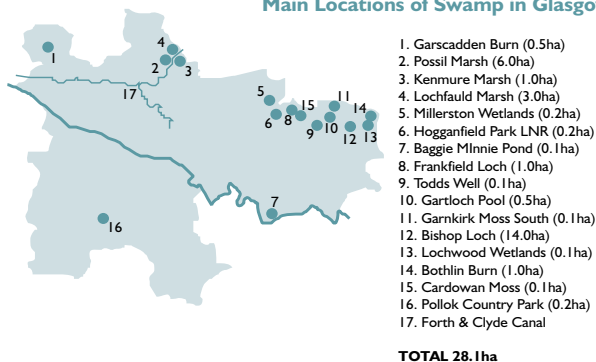 Main Locations of Swamp in Glasgo
1
4
2
3
17
5
6
8
15
9
10
11
14
12
13
7
16
1. Garscadden Burn (0.5ha)
2. Possil Marsh (6.0ha)
3. Kenmure Marsh (1.0ha)
4. Lochfauld Marsh (3.0ha)
5. Millerston Wetlands (0.2ha)
6. Hogganfield Park LNR (0.2ha)
7. Baggie MInnie Pond (0.1ha)
8. Frankfield Loch (1.0ha)
9. Todds Well (0.1ha)
10. Gartloch Pool (0.5ha)
11. Garnkirk Moss South (0.1ha)
12. Bishop Loch (14.0ha)
13. Lochwood Wetlands (0.1ha)
14. Bothlin Burn (1.0ha)
15. Cardowan Moss (0.1ha)
16. Pollok Country Park (0.2ha)
17. Forth & Clyde Canal
TOTAL 28.1ha